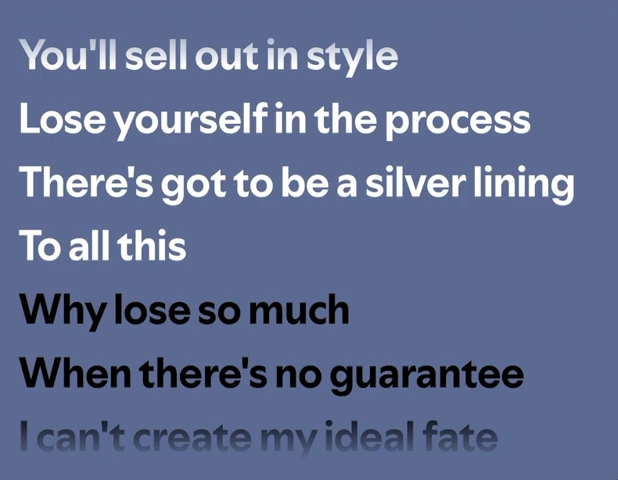 You'll sell out in style
Lose yourself in the process
There's got to be a silver lining
To all this
Why lose so much
When there's no guarantee
I can't create my ideal fate